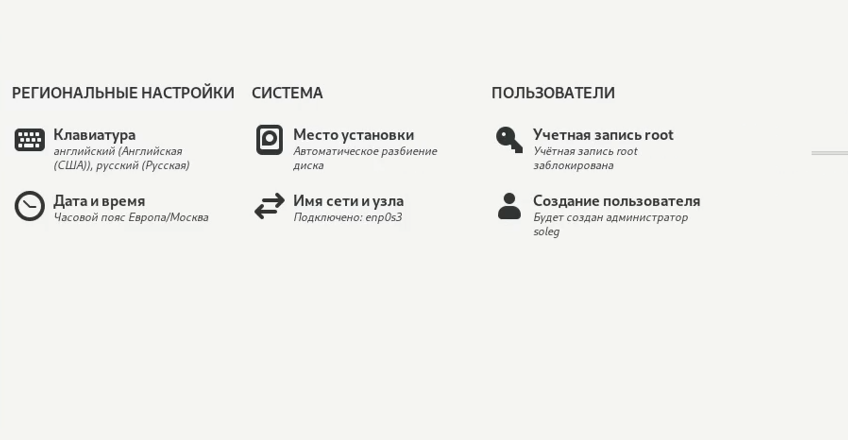 РЕГИОНАЛЬНЫЕ НАСТРОЙКИ
Клавиатура
английский (Английская
(США)), русский (Русская)
Дата и время
Часовой пояс Европа/Москва
СИСТЕМА
Место установки
Автоматическое разбиение
диска
Имя сети и узла
Подключено: enp0s3
ПОЛЬЗОВАТЕЛИ
Учетная запись root
Учётная запись root
заблокирована
Создание пользователя
Будет создан администратор
soleg